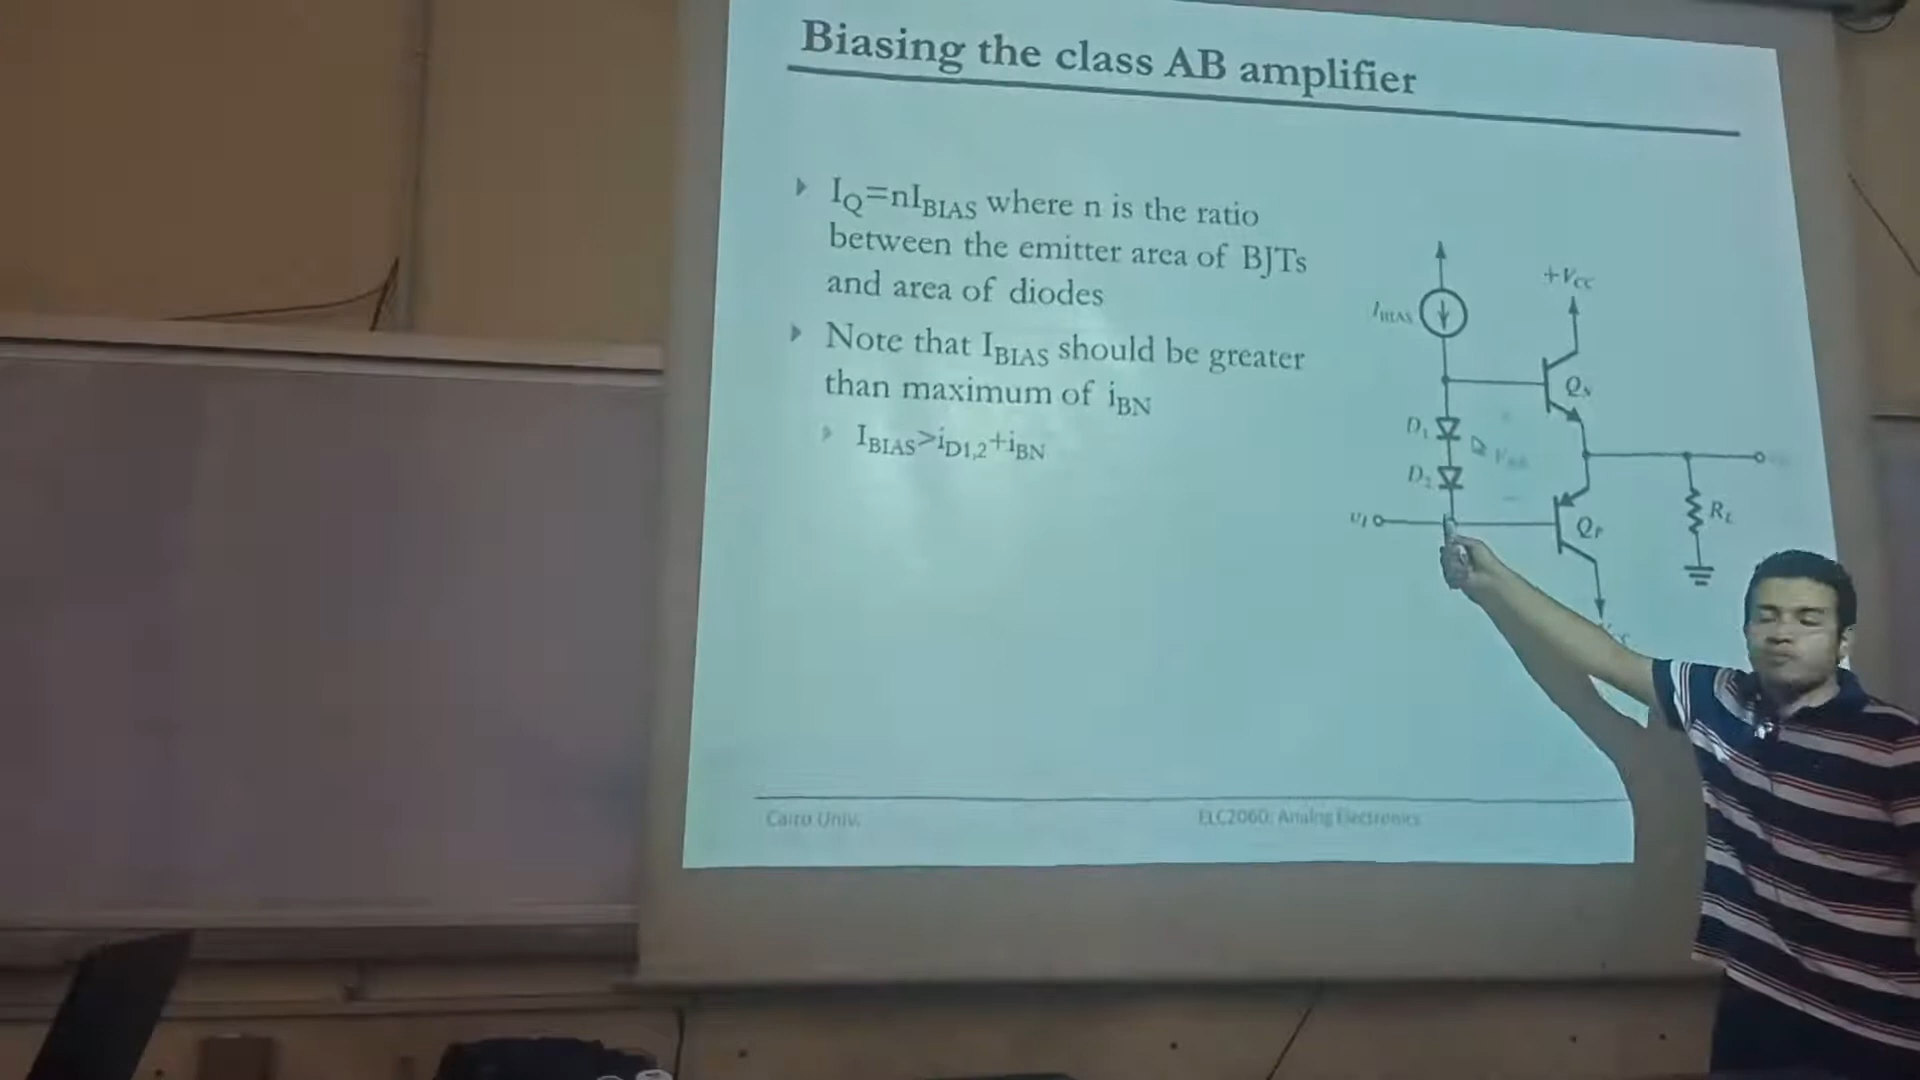 Biasing the class AB amplifier
I_Q=nI_BIAS where n is the ratio
between the emitter area of BJTs
and area of diodes
Note that I_BIAS should be greater
than maximum of i_BN
I_BIAS>i_D1,2+i_BN
+V_CC
I_BIAS
Q_N
D_1
D_2
v_I
Q_P
R_L
Cairo Univ.
ELC2060: Analog Electronics